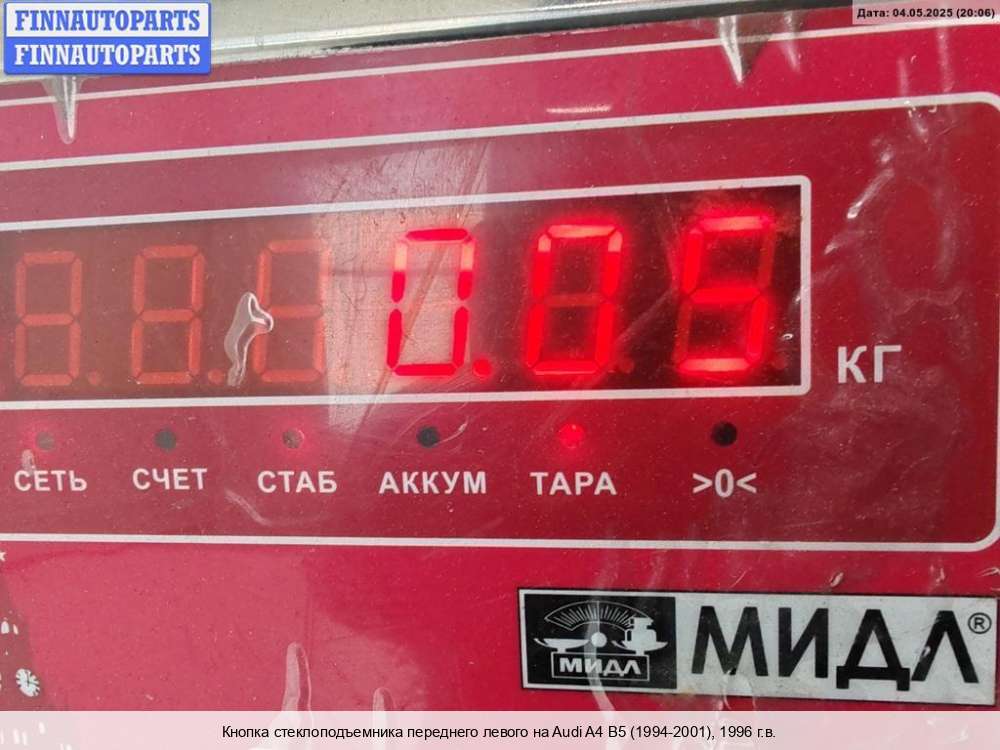 FINNAUTOPARTS
FINNAUTOPARTS
Дата: 04.05.2025 (20:06)
0.05
КГ
СЕТЬ СЧЕТ СТАБ АККУМ ТАРА >0<
МИДЛ
МИДЛ®
Кнопка стеклоподъемника переднего левого на Audi A4 B5 (1994-2001), 1996 г.в.